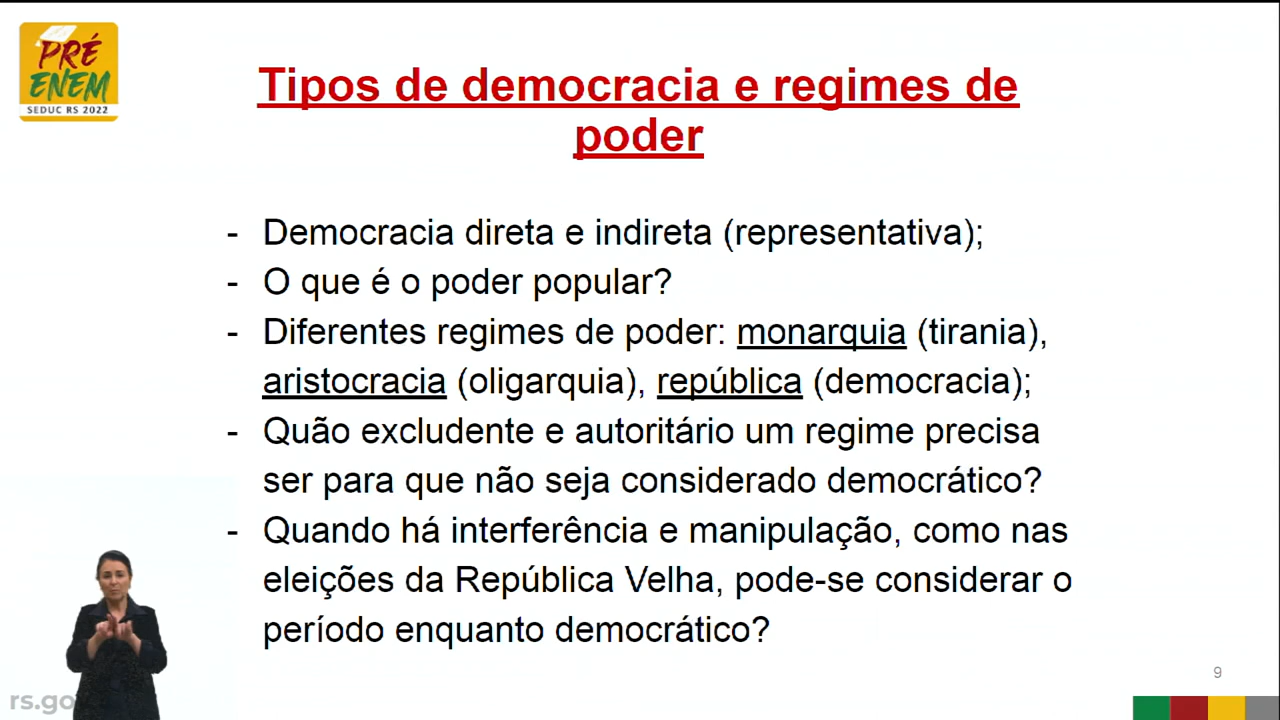 PRÉ
ENEM
SEDUC RS 2022
Tipos de democracia e regimes de
poder
- Democracia direta e indireta (representativa);
- O que é o poder popular?
- Diferentes regimes de poder: monarquia (tirania),
aristocracia (oligarquia), república (democracia);
- Quão excludente e autoritário um regime precisa
ser para que não seja considerado democrático?
- Quando há interferência e manipulação, como nas
eleições da República Velha, pode-se considerar o
período enquanto democrático?
9
rs.go